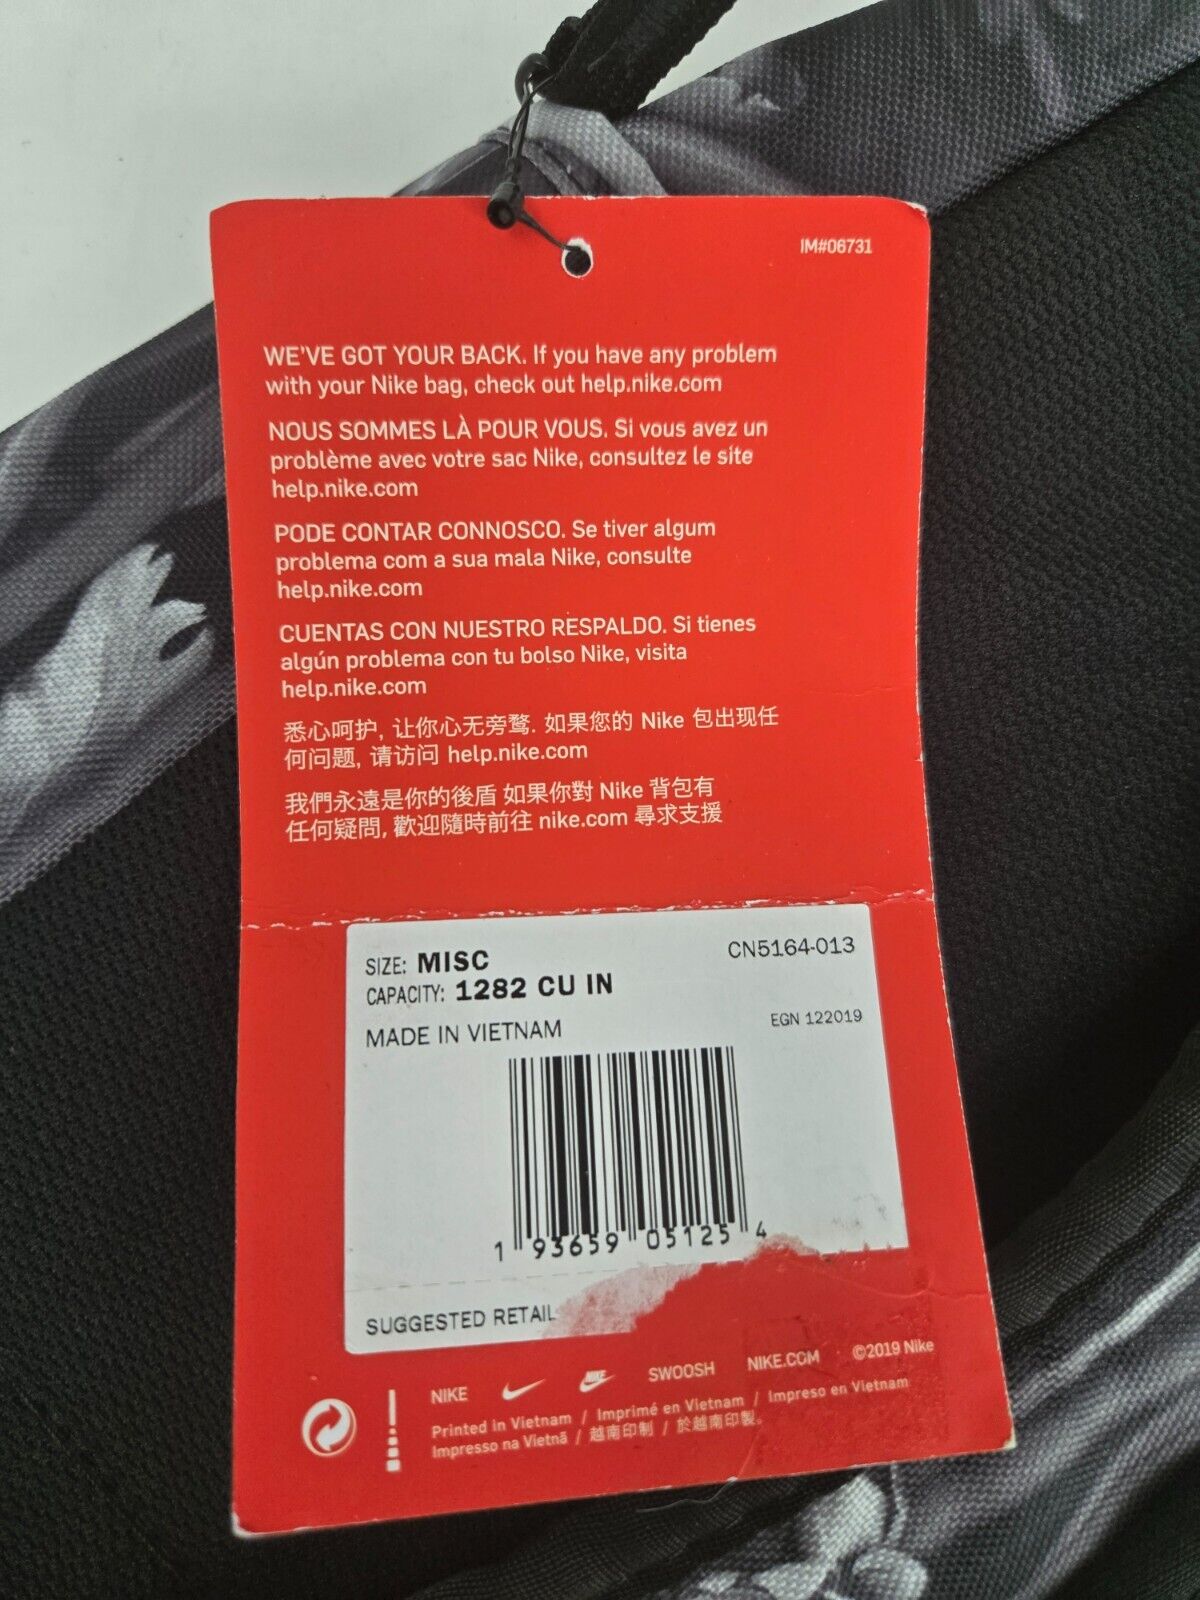 IM#06731
WE'VE GOT YOUR BACK. If you have any problem
with your Nike bag, check out help.nike.com
NOUS SOMMES LÀ POUR VOUS. Si vous avez un
problème avec votre sac Nike, consultez le site
help.nike.com
PODE CONTAR CONNOSCO. Se tiver algum
problema com a sua mala Nike, consulte
help.nike.com
CUENTAS CON NUESTRO RESPALDO. Si tienes
algún problema con tu bolso Nike, visita
help.nike.com
悉心呵护, 让你心无旁骛. 如果您的 Nike 包出现任
何问题, 请访问 help.nike.com
我們永遠是你的後盾 如果你對 Nike 背包有
任何疑問, 歡迎隨時前往 nike.com 尋求支援
SIZE: MISC CN5164-013
CAPACITY: 1282 CU IN
MADE IN VIETNAM EGN 122019
1 93659 05125 4
SUGGESTED RETAIL
NIKE NIKE SWOOSH NIKE.COM ©2019 Nike
Printed in Vietnam / Imprimé en Vietnam / Impreso en Vietnam
Impresso na Vietnã / 越南印制 / 於越南印製。